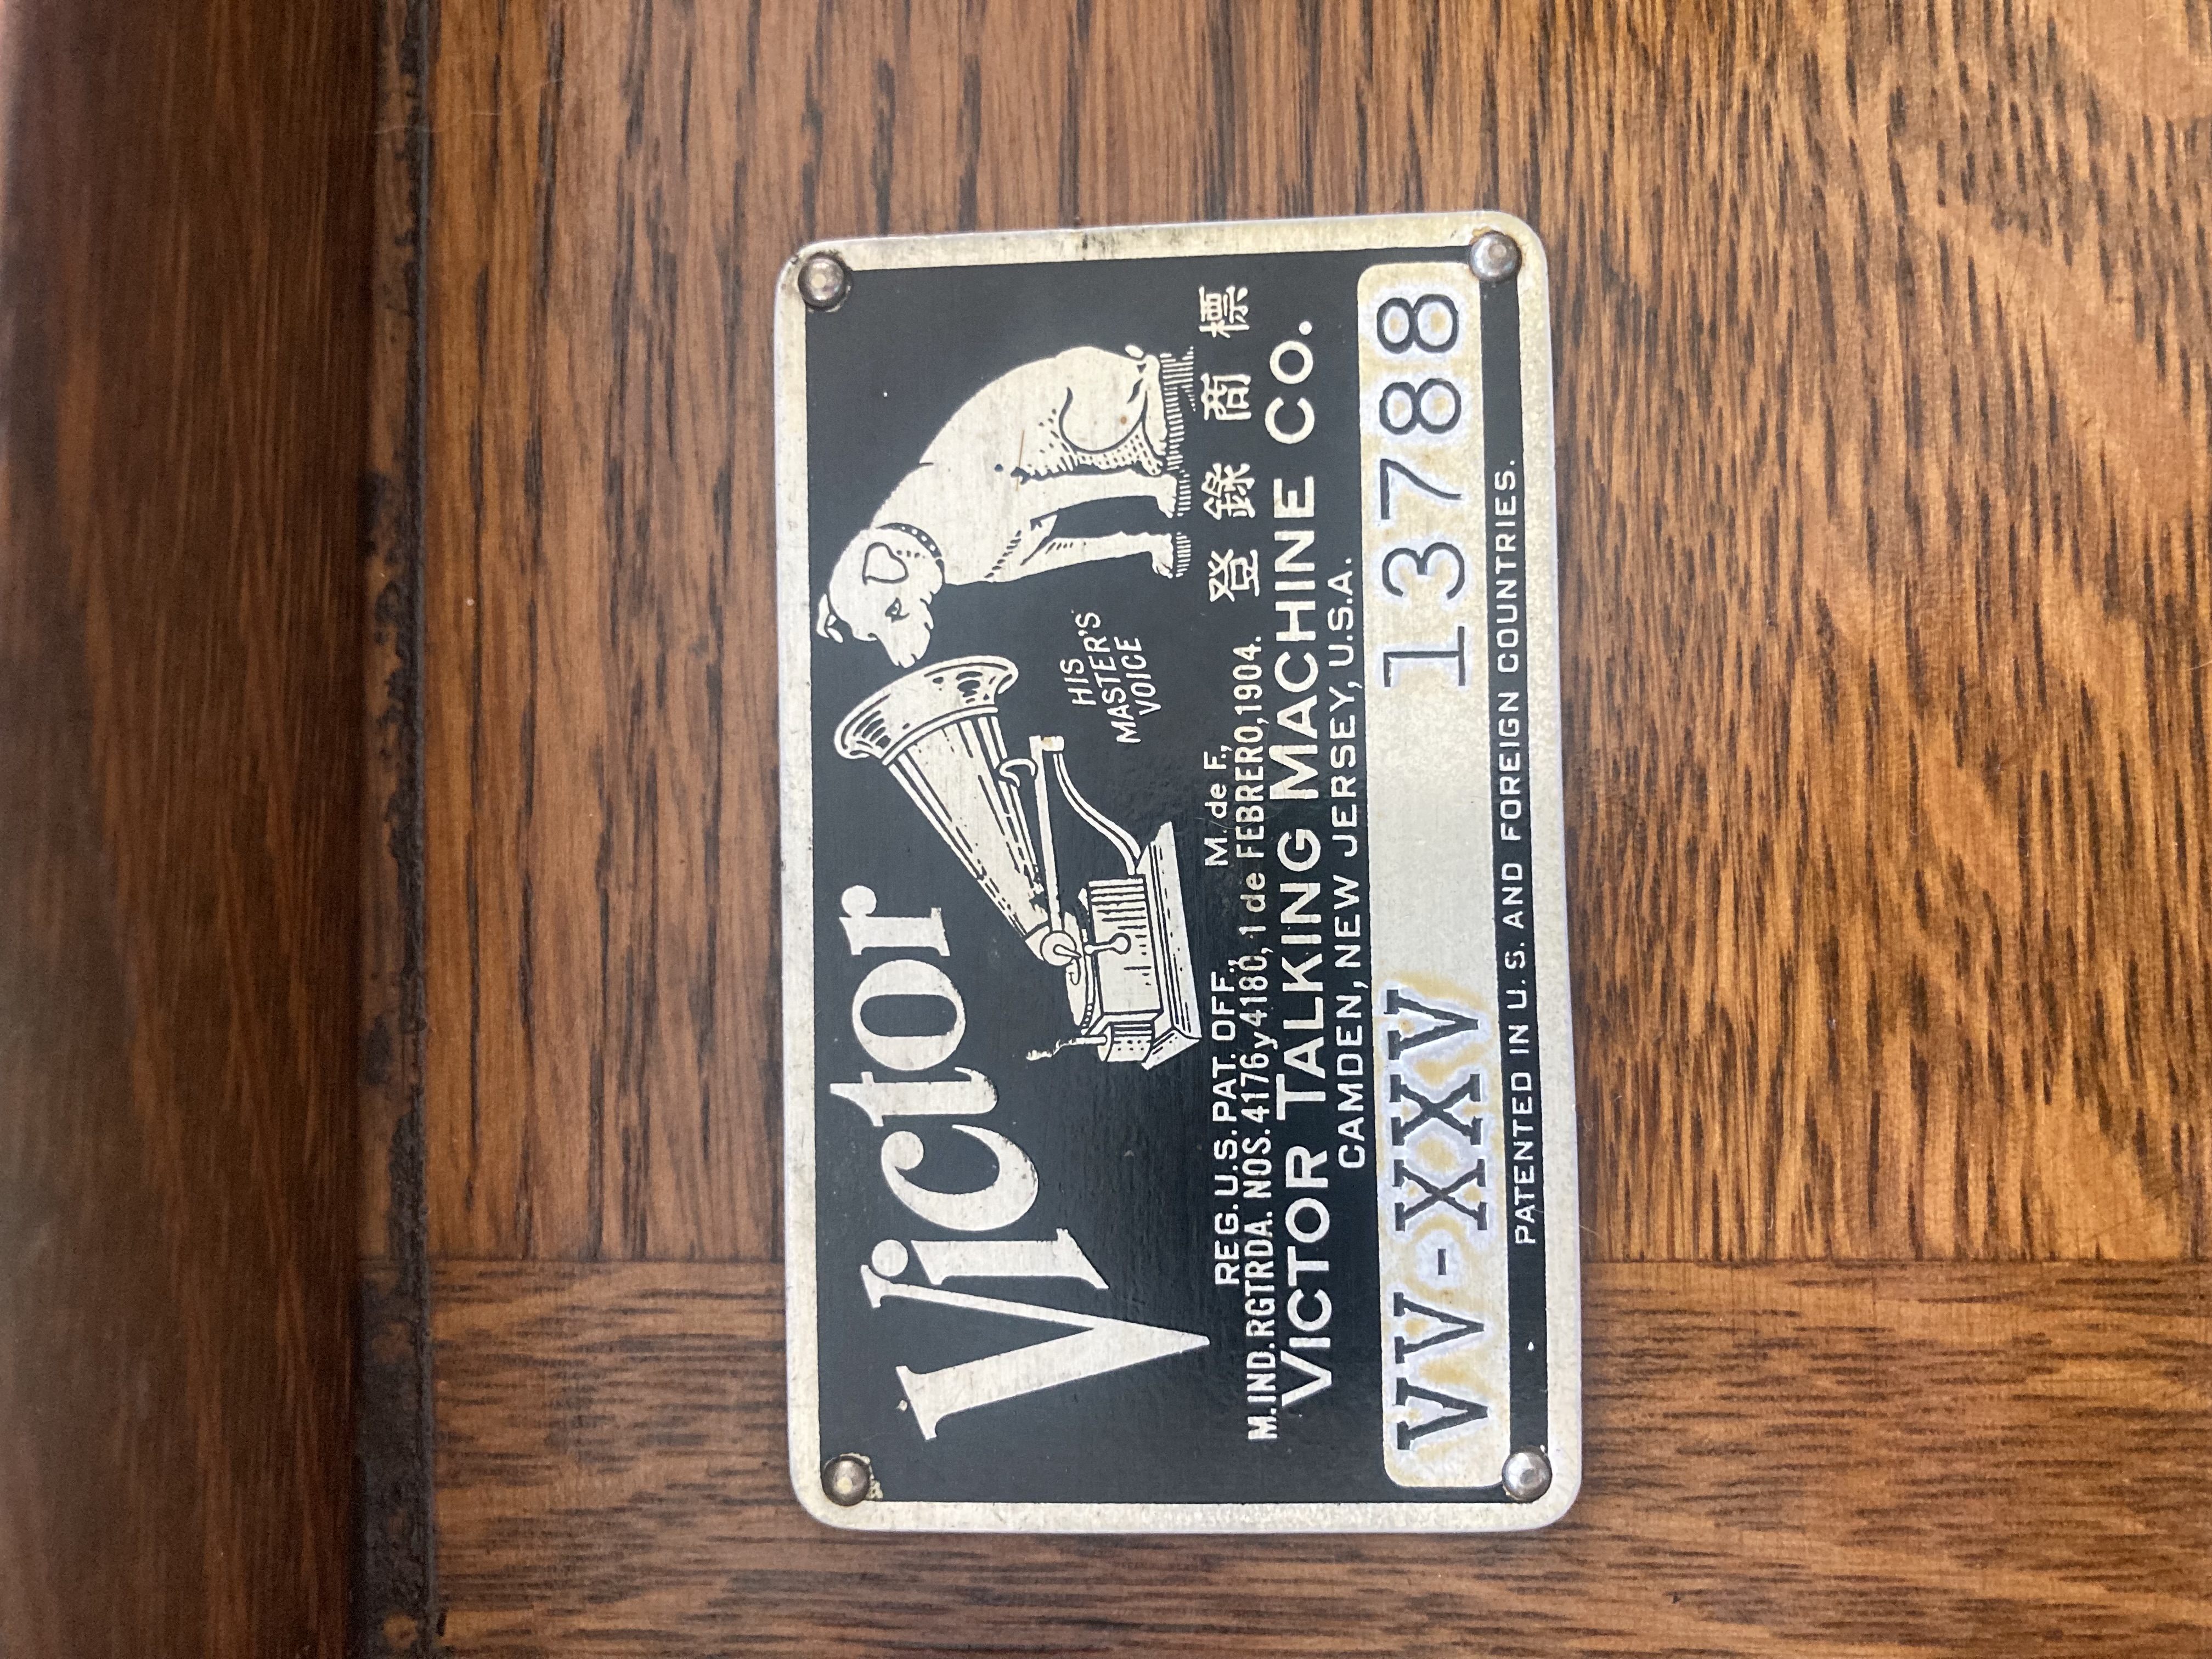 Victor
HIS
MASTER'S
VOICE
REG. U.S. PAT. OFF., M. de F.,
M. IND. RGTRDA. NOS. 4176 y 4180, 1 de FEBRERO, 1904.
登錄商標
VICTOR TALKING MACHINE CO.
CAMDEN, NEW JERSEY, U.S.A.
VV-XXV 13788
PATENTED IN U.S. AND FOREIGN COUNTRIES.